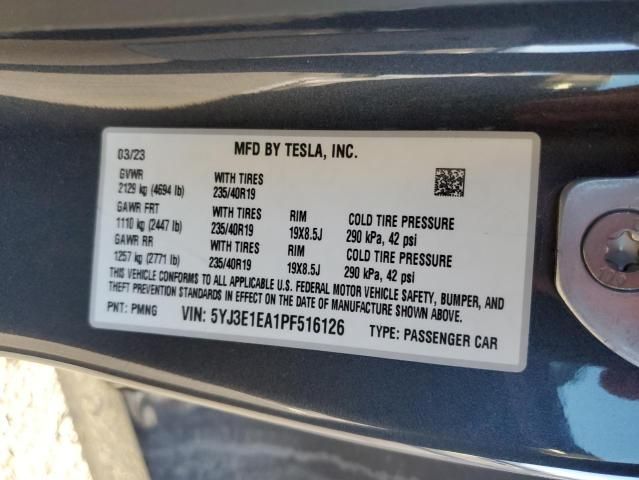 03/23 MFD BY TESLA, INC.
GVWR WITH TIRES
2129 kg (4694 lb) 235/40R19
GAWR FRT WITH TIRES RIM COLD TIRE PRESSURE
1110 kg (2447 lb) 235/40R19 19X8.5J 290 kPa, 42 psi
GAWR RR WITH TIRES RIM COLD TIRE PRESSURE
1257 kg (2771 lb) 235/40R19 19X8.5J 290 kPa, 42 psi
THIS VEHICLE CONFORMS TO ALL APPLICABLE U.S. FEDERAL MOTOR VEHICLE SAFETY, BUMPER, AND
THEFT PREVENTION STANDARDS IN EFFECT ON THE DATE OF MANUFACTURE SHOWN ABOVE.
PNT: PMNG VIN: 5YJ3E1EA1PF516126 TYPE: PASSENGER CAR